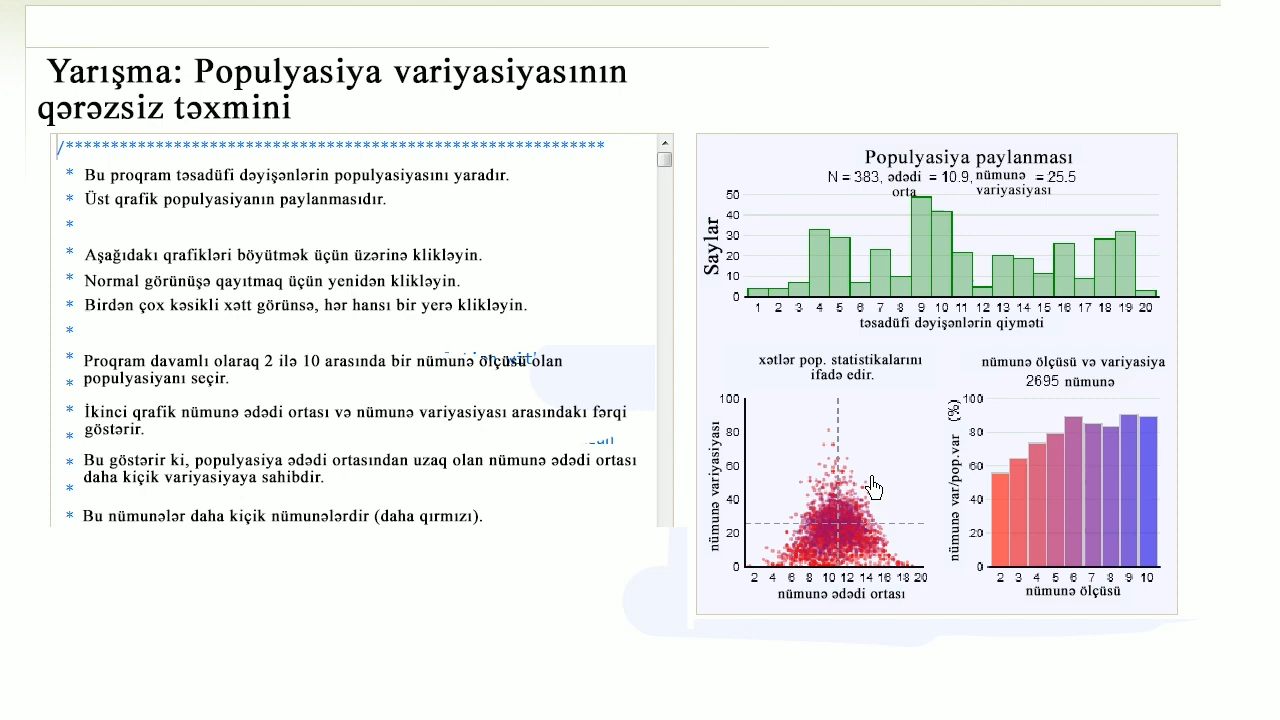 Yarışma: Populyasiya variyasiyasının
qərəzsiz təxmini
/************************************************************
* Bu proqram təsadüfi dəyişənlərin populyasiyasını yaradır.
* Üst qrafik populyasiyanın paylanmasıdır.
*
* Aşağıdakı qrafikləri böyütmək üçün üzərinə klikləyin.
* Normal görünüşə qayıtmaq üçün yenidən klikləyin.
* Birdən çox kəsikli xətt görünsə, hər hansı bir yerə klikləyin.
*
* Proqram davamlı olaraq 2 ilə 10 arasında bir nümunə ölçüsü olan
* populyasiyanı seçir.
* İkinci qrafik nümunə ədədi ortası və nümunə variyasiyası arasındakı fərqi
* göstərir.
* Bu göstərir ki, populyasiya ədədi ortasından uzaq olan nümunə ədədi ortası
daha kiçik variyasiyaya sahibdir.
*
* Bu nümunələr daha kiçik nümunələrdir (daha qırmızı).
Populyasiya paylanması
N = 383, ədədi orta = 10.9, nümunə variyasiyası = 25.5
Saylar
50
40
30
20
10
0
1 2 3 4 5 6 7 8 9 10 11 12 13 14 15 16 17 18 19 20
təsadüfi dəyişənlərin qiyməti
xətlər pop. statistikalarını
ifadə edir.
nümunə variyasiyası
100
80
60
40
20
0
2 4 6 8 10 12 14 16 18 20
nümunə ədədi ortası
nümunə ölçüsü və variyasiya
2695 nümunə
nümunə var/pop.var (%)
100
80
60
40
20
0
2 3 4 5 6 7 8 9 10
nümunə ölçüsü